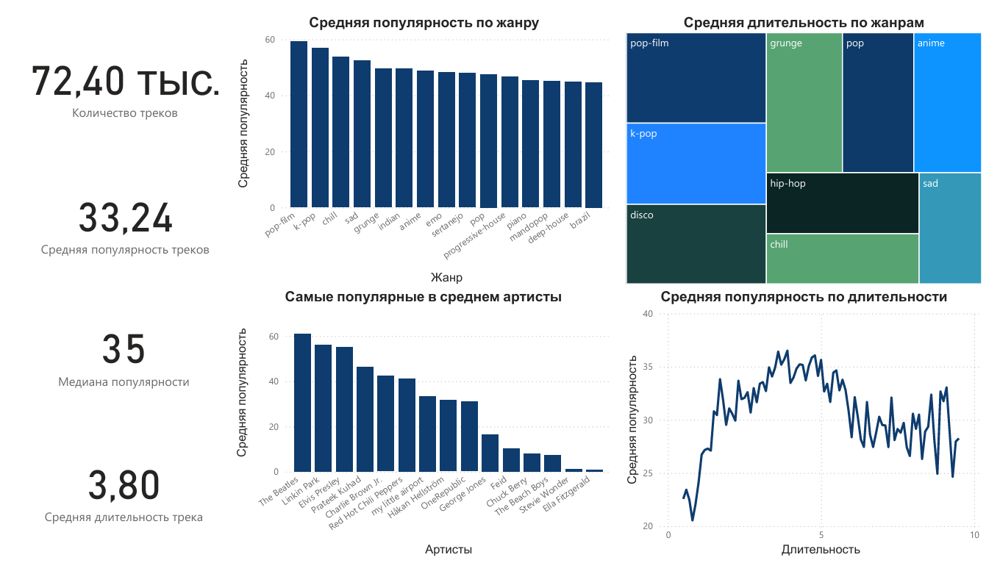 72,40 тыс.
Количество треков
33,24
Средняя популярность треков
35
Медиана популярности
3,80
Средняя длительность трека
Средняя популярность по жанру
Средняя популярность
60
40
20
0
pop-film
k-pop
chill
sad
grunge
indian
anime
emo
sertanejo
pop
progressive-house
piano
mandopop
deep-house
brazil
Жанр
Средняя длительность по жанрам
pop-film
grunge
pop
anime
k-pop
hip-hop
sad
disco
chill
Самые популярные в среднем артисты
Средняя популярность
60
40
20
0
The Beatles
Linkin Park
Elvis Presley
Prateek Kuhad
Charlie Brown Jr.
Red Hot Chili Peppers
my little airport
Håkan Hellström
OneRepublic
George Jones
Feid
Chuck Berry
The Beach Boys
Stevie Wonder
Ella Fitzgerald
Артисты
Средняя популярность по длительности
Средняя популярность
40
35
30
25
20
0
5
10
Длительность